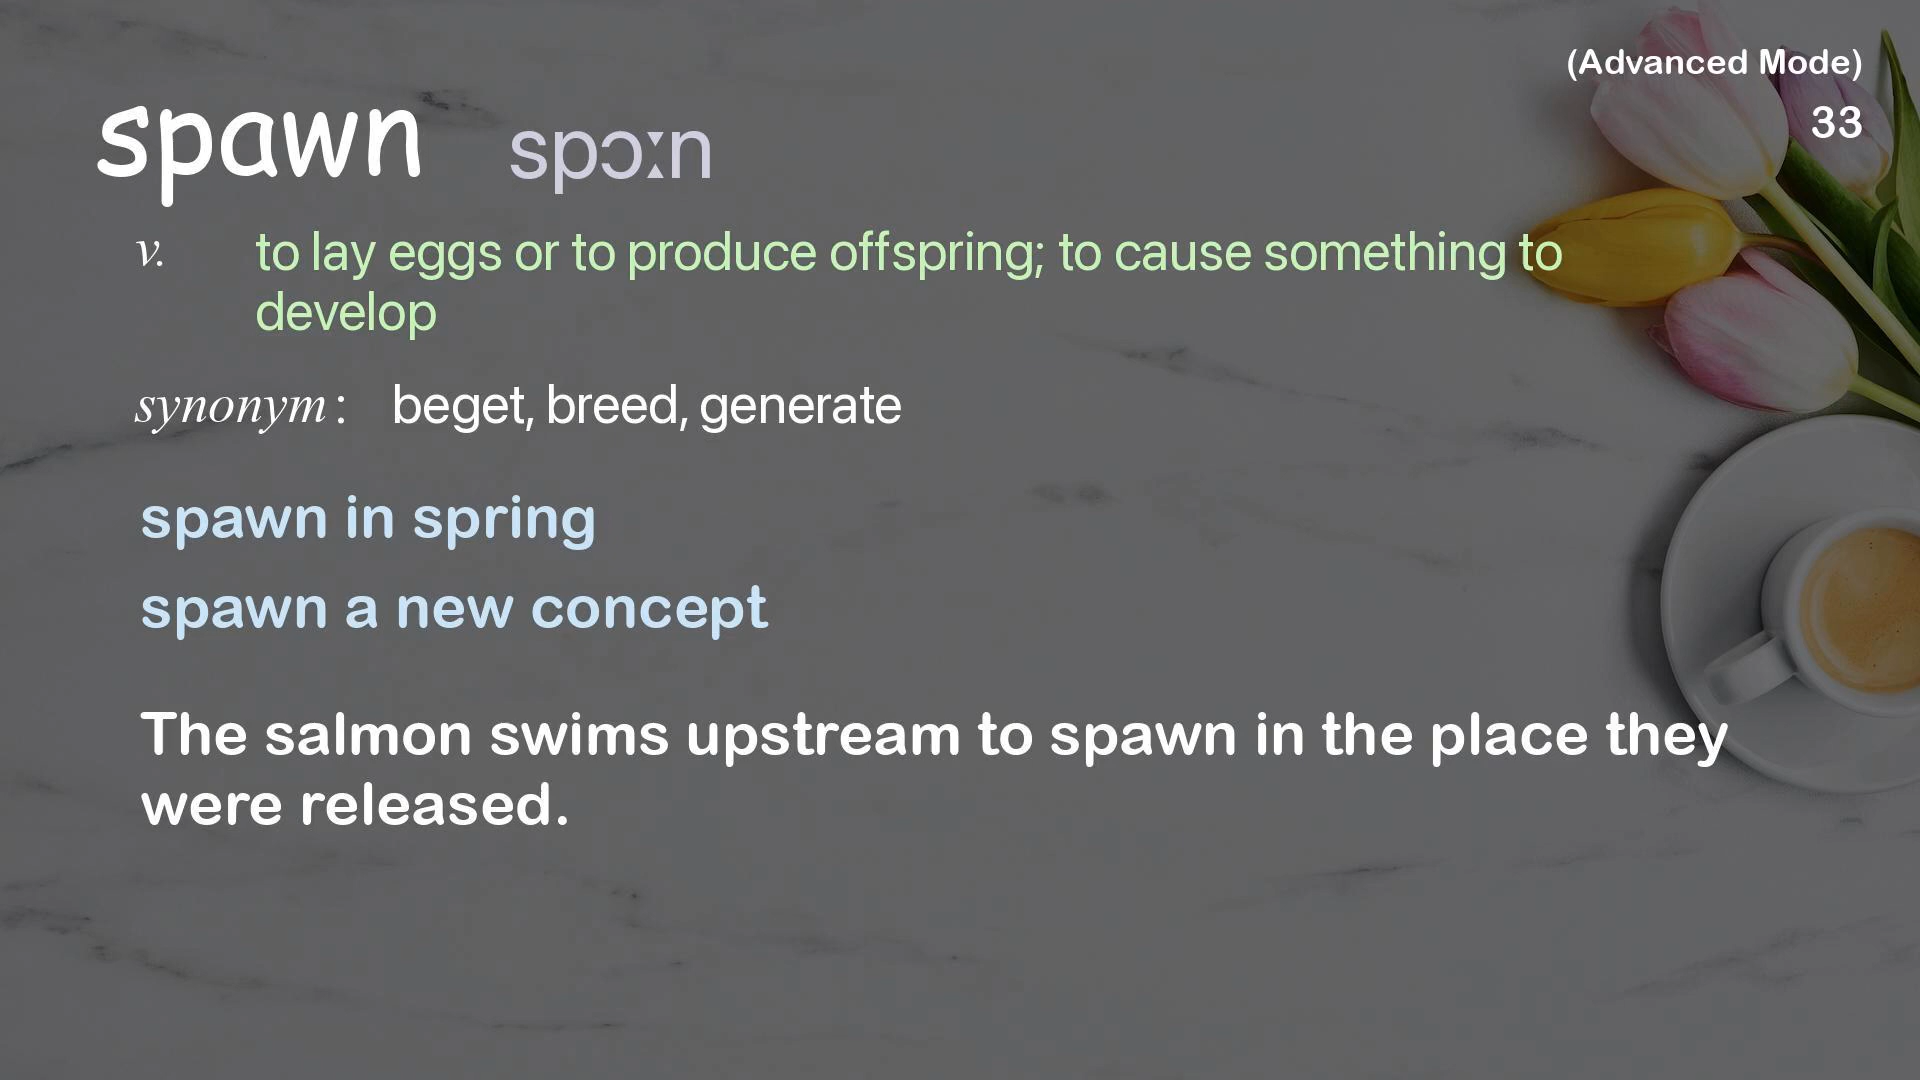 (Advanced Mode)
33
spawn spɔːn
v. to lay eggs or to produce offspring; to cause something to
develop
synonym: beget, breed, generate
spawn in spring
spawn a new concept
The salmon swims upstream to spawn in the place they
were released.